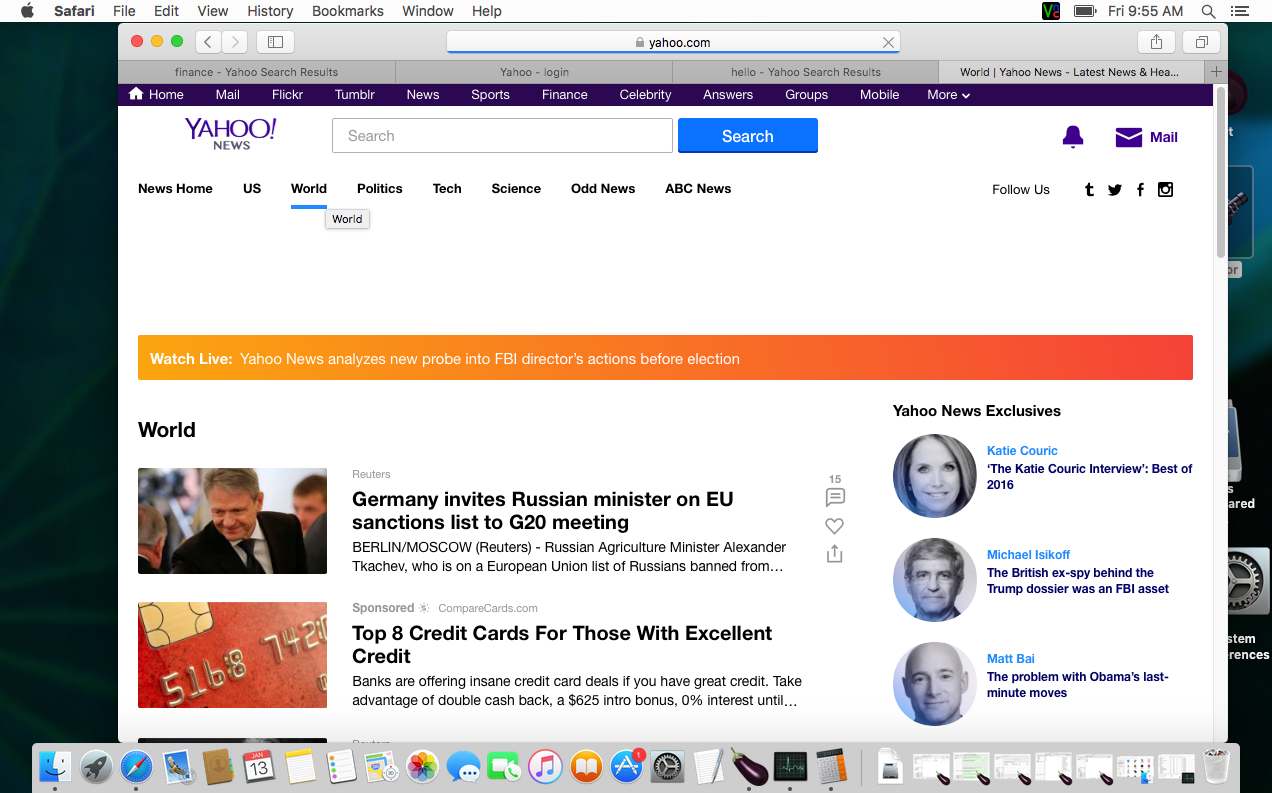 Safari File Edit View History Bookmarks Window Help Fri 9:55 AM
yahoo.com
finance - Yahoo Search Results Yahoo - login hello - Yahoo Search Results World | Yahoo News - Latest News & Hea...
Home Mail Flickr Tumblr News Sports Finance Celebrity Answers Groups Mobile More
YAHOO!
NEWS
Search
Search
Mail
News Home US World Politics Tech Science Odd News ABC News Follow Us
World
Watch Live: Yahoo News analyzes new probe into FBI director's actions before election
World
Reuters
Germany invites Russian minister on EU
sanctions list to G20 meeting
BERLIN/MOSCOW (Reuters) - Russian Agriculture Minister Alexander
Tkachev, who is on a European Union list of Russians banned from...
15
Sponsored CompareCards.com
Top 8 Credit Cards For Those With Excellent
Credit
Banks are offering insane credit card deals if you have great credit. Take
advantage of double cash back, a $625 intro bonus, 0% interest until...
5168 7420
Yahoo News Exclusives
Katie Couric
‘The Katie Couric Interview’: Best of
2016
Michael Isikoff
The British ex-spy behind the
Trump dossier was an FBI asset
Matt Bai
The problem with Obama’s last-
minute moves
JAN
13
1